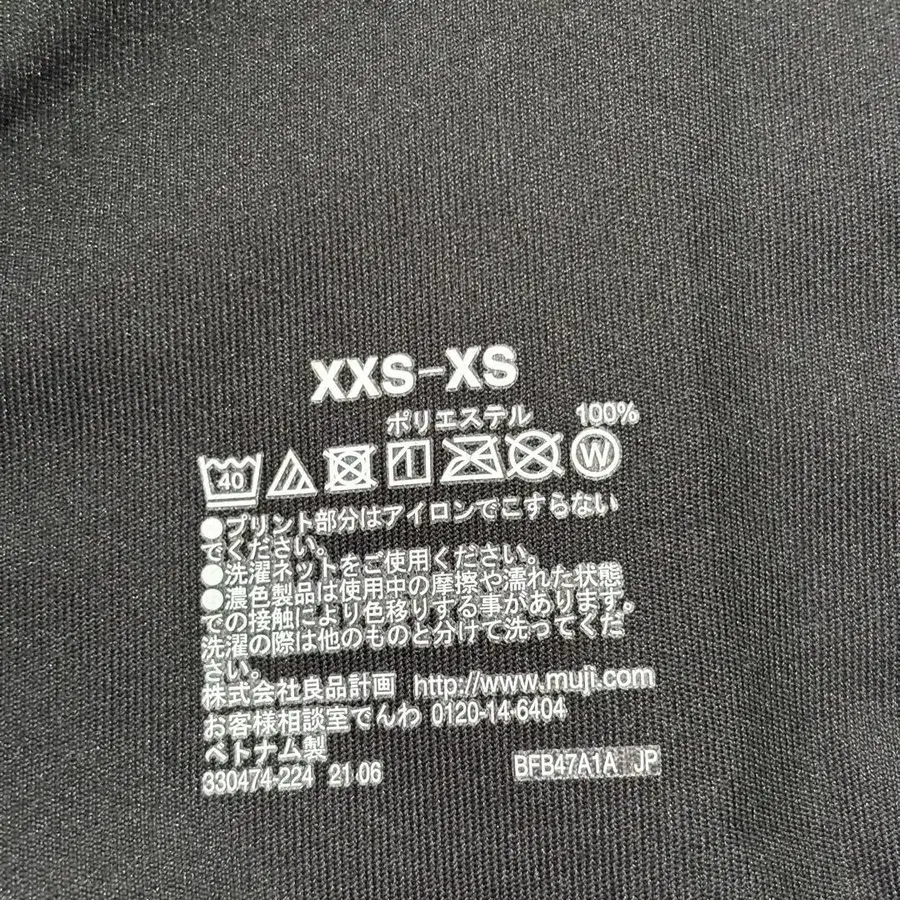 XXS-XS
ポリエステル 100%
40 W
●プリント部分はアイロンでこすらない
でください。
●洗濯ネットをご使用ください。
●濃色製品は使用中の摩擦や濡れた状態
での接触により色移りする事があります。
洗濯の際は他のものと分けて洗ってくだ
さい。
株式会社良品計画 http://www.muji.com
お客様相談室でんわ 0120-14-6404
ベトナム製
330474-224 21 06 BFB47A1A JP